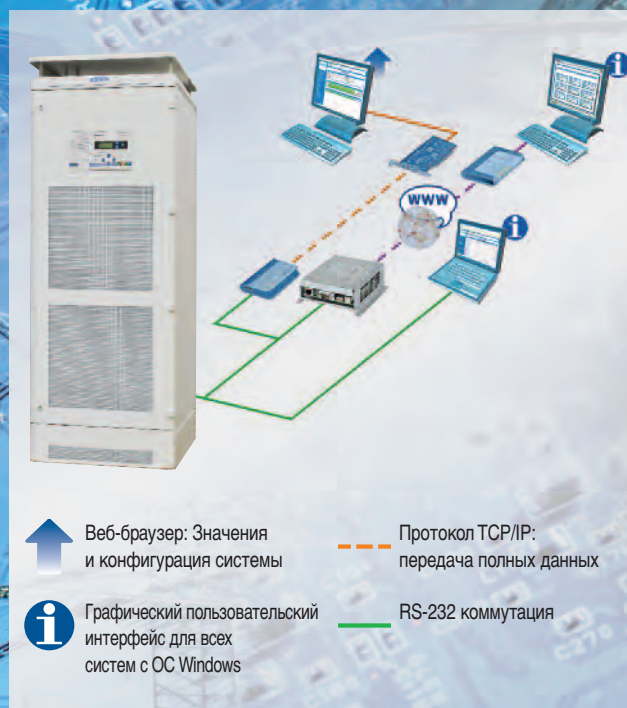 WWW
Веб-браузер: Значения
и конфигурация системы
Протокол TCP/IP:
передача полных данных
Графический пользовательский
интерфейс для всех
систем с ОС Windows
RS-232 коммутация